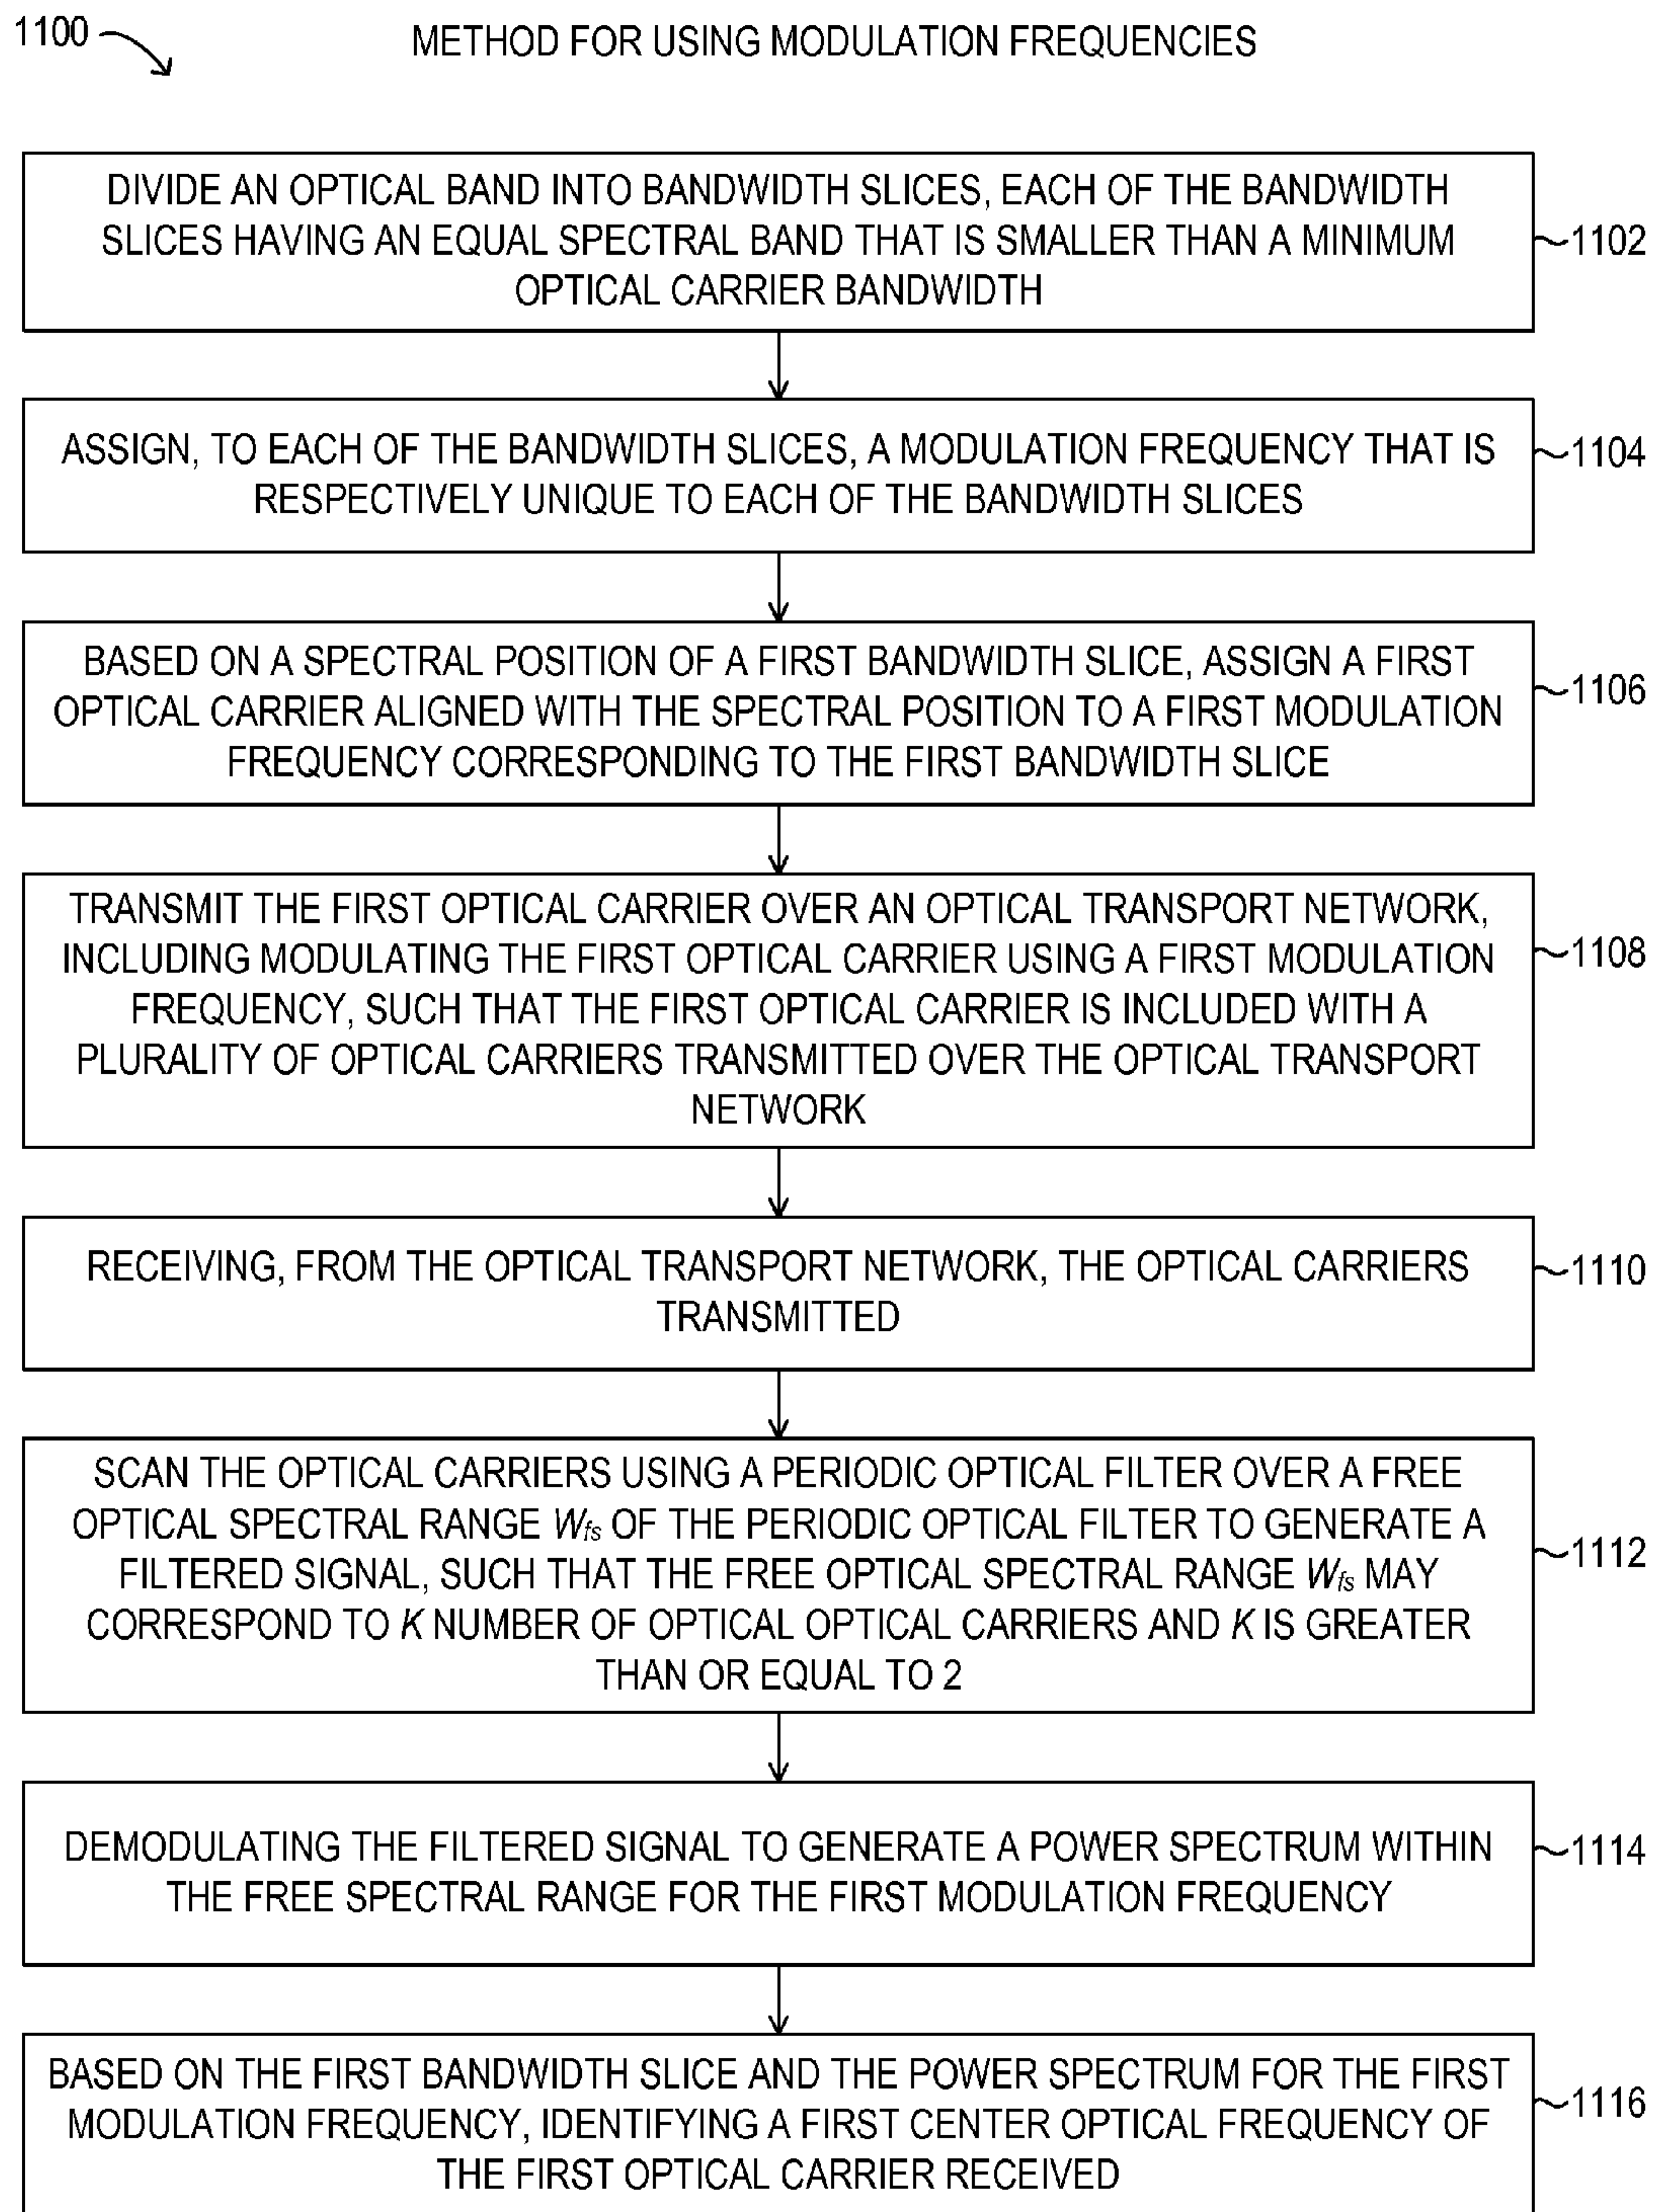 1100
METHOD FOR USING MODULATION FREQUENCIES
DIVIDE AN OPTICAL BAND INTO BANDWIDTH SLICES, EACH OF THE BANDWIDTH
SLICES HAVING AN EQUAL SPECTRAL BAND THAT IS SMALLER THAN A MINIMUM
OPTICAL CARRIER BANDWIDTH
1102
ASSIGN, TO EACH OF THE BANDWIDTH SLICES, A MODULATION FREQUENCY THAT IS
RESPECTIVELY UNIQUE TO EACH OF THE BANDWIDTH SLICES
1104
BASED ON A SPECTRAL POSITION OF A FIRST BANDWIDTH SLICE, ASSIGN A FIRST
OPTICAL CARRIER ALIGNED WITH THE SPECTRAL POSITION TO A FIRST MODULATION
FREQUENCY CORRESPONDING TO THE FIRST BANDWIDTH SLICE
1106
TRANSMIT THE FIRST OPTICAL CARRIER OVER AN OPTICAL TRANSPORT NETWORK,
INCLUDING MODULATING THE FIRST OPTICAL CARRIER USING A FIRST MODULATION
FREQUENCY, SUCH THAT THE FIRST OPTICAL CARRIER IS INCLUDED WITH A
PLURALITY OF OPTICAL CARRIERS TRANSMITTED OVER THE OPTICAL TRANSPORT
NETWORK
1108
RECEIVING, FROM THE OPTICAL TRANSPORT NETWORK, THE OPTICAL CARRIERS
TRANSMITTED
1110
SCAN THE OPTICAL CARRIERS USING A PERIODIC OPTICAL FILTER OVER A FREE
OPTICAL SPECTRAL RANGE Wfs OF THE PERIODIC OPTICAL FILTER TO GENERATE A
FILTERED SIGNAL, SUCH THAT THE FREE OPTICAL SPECTRAL RANGE Wfs MAY
CORRESPOND TO K NUMBER OF OPTICAL OPTICAL CARRIERS AND K IS GREATER
THAN OR EQUAL TO 2
1112
DEMODULATING THE FILTERED SIGNAL TO GENERATE A POWER SPECTRUM WITHIN
THE FREE SPECTRAL RANGE FOR THE FIRST MODULATION FREQUENCY
1114
BASED ON THE FIRST BANDWIDTH SLICE AND THE POWER SPECTRUM FOR THE FIRST
MODULATION FREQUENCY, IDENTIFYING A FIRST CENTER OPTICAL FREQUENCY OF
THE FIRST OPTICAL CARRIER RECEIVED
1116